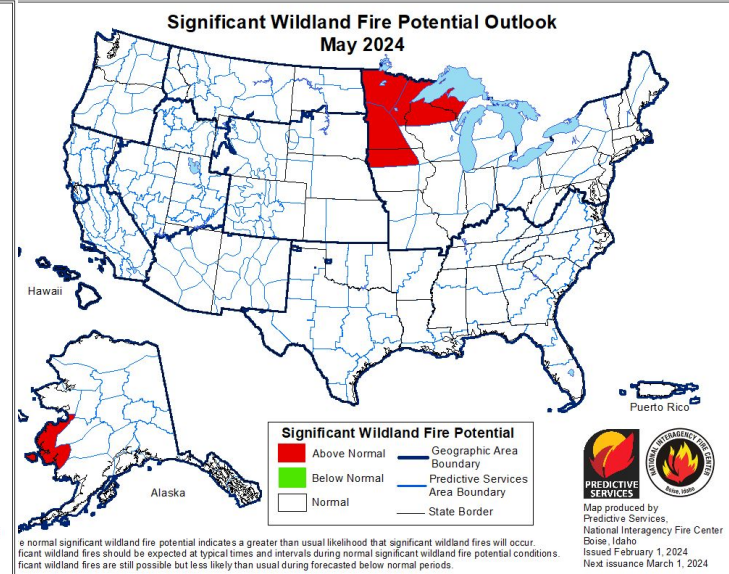 Significant Wildland Fire Potential Outlook
May 2024
Hawaii
Alaska
Puerto Rico
Significant Wildland Fire Potential
Above Normal
Below Normal
Normal
Geographic Area
Boundary
Predictive Services
Area Boundary
State Border
PREDICTIVE
SERVICES
NATIONAL INTERAGENCY FIRE CENTER
Boise, Idaho
Map produced by
Predictive Services,
National Interagency Fire Center
Boise, Idaho
Issued February 1, 2024
Next issuance March 1, 2024
e normal significant wildland fire potential indicates a greater than usual likelihood that significant wildland fires will occur.
ficant wildland fires should be expected at typical times and intervals during normal significant wildland fire potential conditions.
ficant wildland fires are still possible but less likely than usual during forecasted below normal periods.